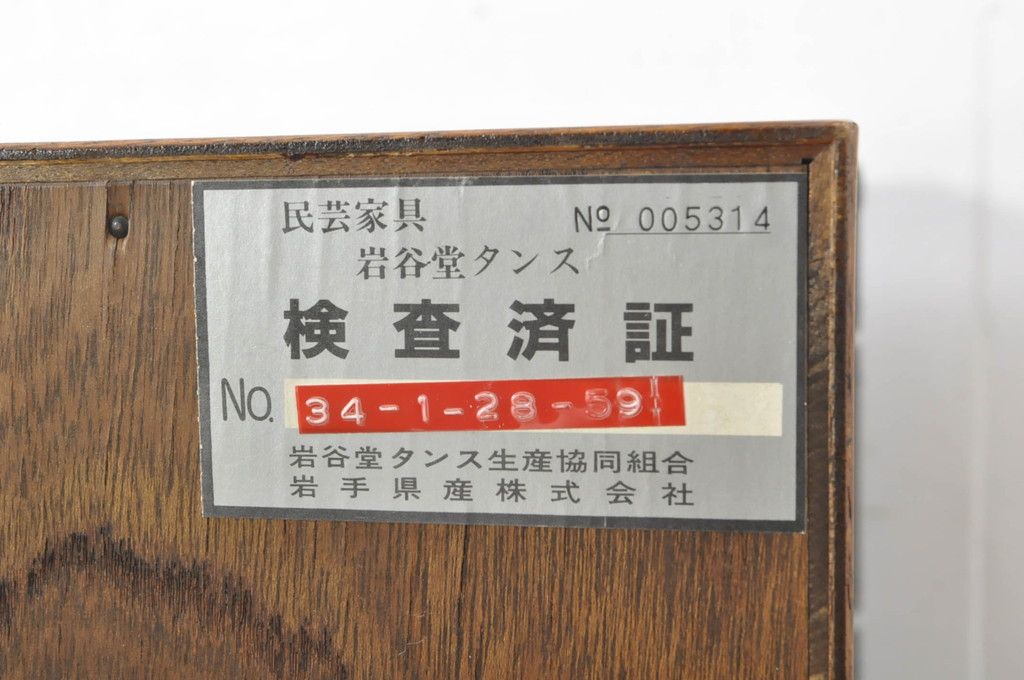 民芸家具 № 005314
岩谷堂タンス
検査済証
No. 34-1-28-59
岩谷堂タンス生産協同組合
岩手県産株式会社